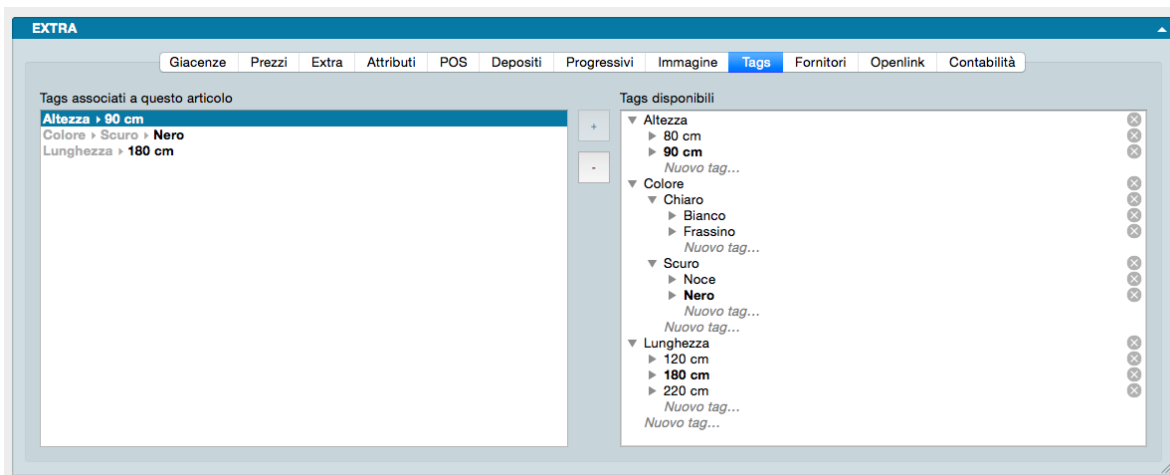 EXTRA
Giacenze Prezzi Extra Attributi POS Depositi Progressivi Immagine Tags Fornitori Openlink Contabilità
Tags associati a questo articolo
Altezza ▸ 90 cm
Colore ▸ Scuro ▸ Nero
Lunghezza ▸ 180 cm
+
-
Tags disponibili
Altezza
80 cm
90 cm
Nuovo tag...
Colore
Chiaro
Bianco
Frassino
Nuovo tag...
Scuro
Noce
Nero
Nuovo tag...
Nuovo tag...
Lunghezza
120 cm
180 cm
220 cm
Nuovo tag...
Nuovo tag...